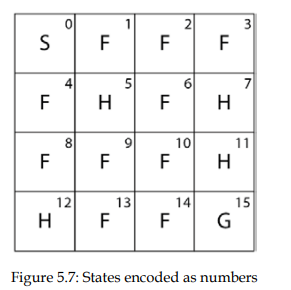 0 1 2 3
S F F F
4 5 6 7
F H F H
8 9 10 11
F F F H
12 13 14 15
H F F G
Figure 5.7: States encoded as numbers